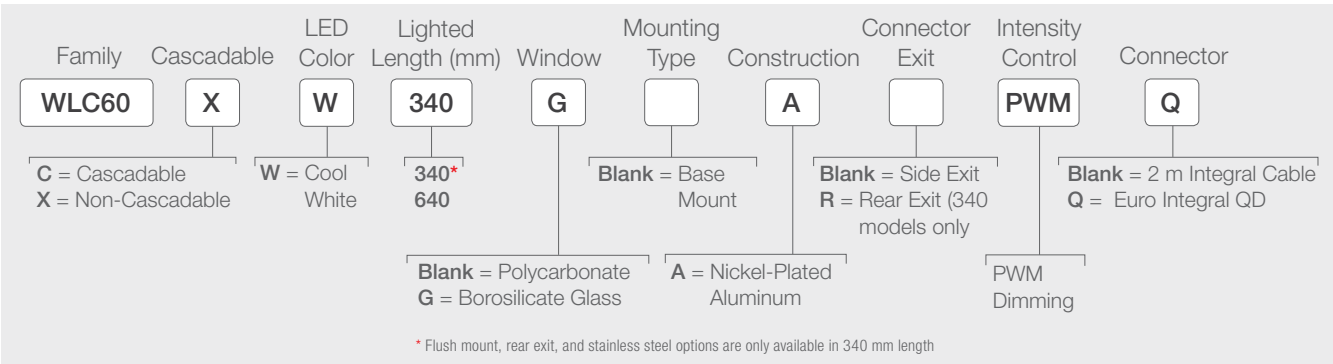 Family
Cascadable
LED
Color
Lighted
Length (mm)
Window
Mounting
Type
Construction
Connector
Exit
Intensity
Control
Connector
WLC60
X
W
340
G
A
PWM
Q
C = Cascadable
X = Non-Cascadable
W = Cool
White
340*
640
Blank = Base
Mount
Blank = Side Exit
R = Rear Exit (340
models only
Blank = 2 m Integral Cable
Q = Euro Integral QD
Blank = Polycarbonate
G = Borosilicate Glass
A = Nickel-Plated
Aluminum
PWM
Dimming
* Flush mount, rear exit, and stainless steel options are only available in 340 mm length